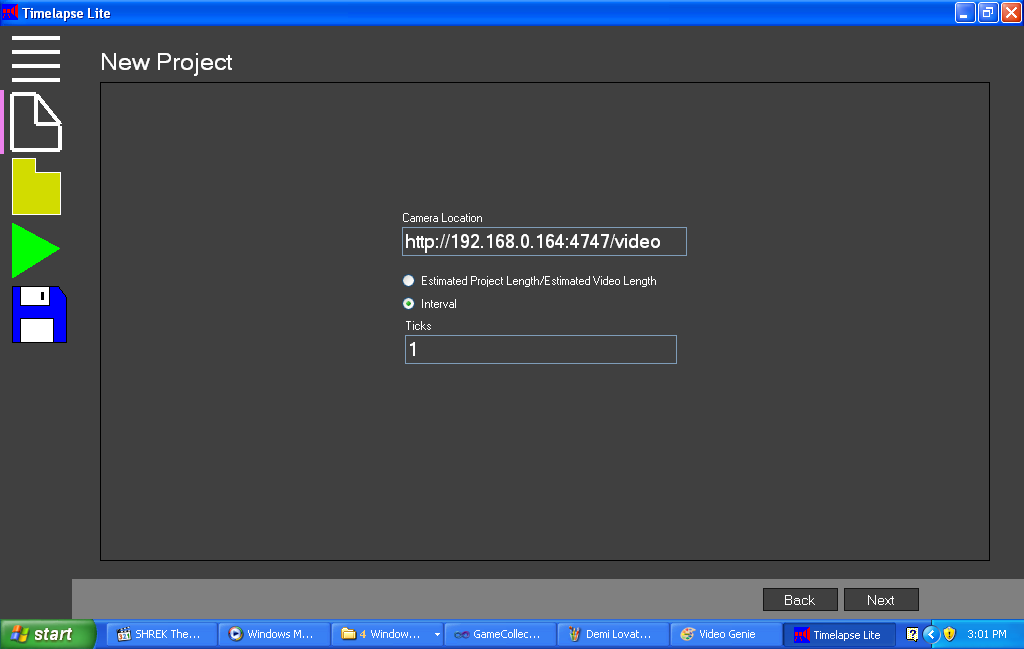 Timelapse Lite
New Project
Camera Location
http://192.168.0.164:4747/video
Estimated Project Length/Estimated Video Length
Interval
Ticks
1
Back Next
start SHREK The... Windows M... 4 Window... GameCollec... Demi Lovat... Video Genie Timelapse Lite 3:01 PM